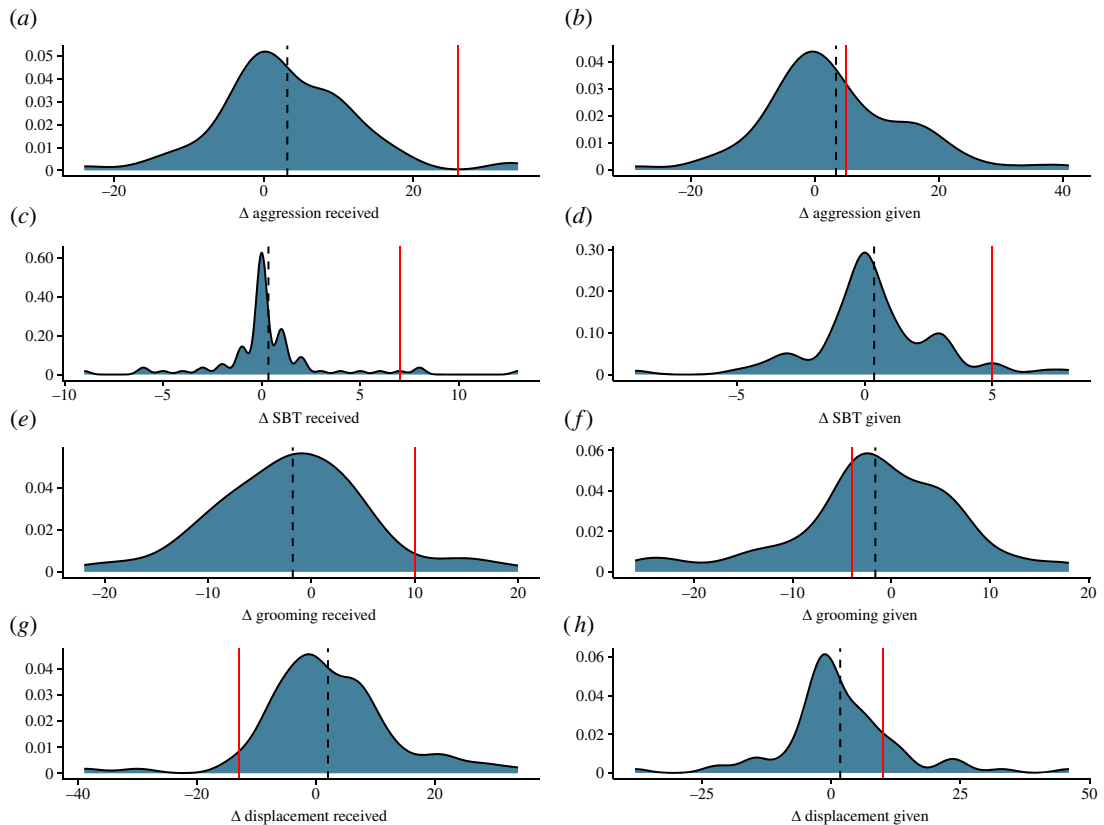 (a)
0.05
0.04
0.03
0.02
0.01
0
–20 0 20
Δ aggression received
(b)
0.04
0.03
0.02
0.01
0
–20 0 20 40
Δ aggression given
(c)
0.60
0.40
0.20
0
–10 –5 0 5 10
Δ SBT received
(d)
0.30
0.20
0.10
0
–5 0 5
Δ SBT given
(e)
0.04
0.02
0
–20 –10 0 10 20
Δ grooming received
(f)
0.06
0.04
0.02
0
–20 –10 0 10 20
Δ grooming given
(g)
0.04
0.03
0.02
0.01
0
–40 –20 0 20
Δ displacement received
(h)
0.06
0.04
0.02
0
–25 0 25 50
Δ displacement given